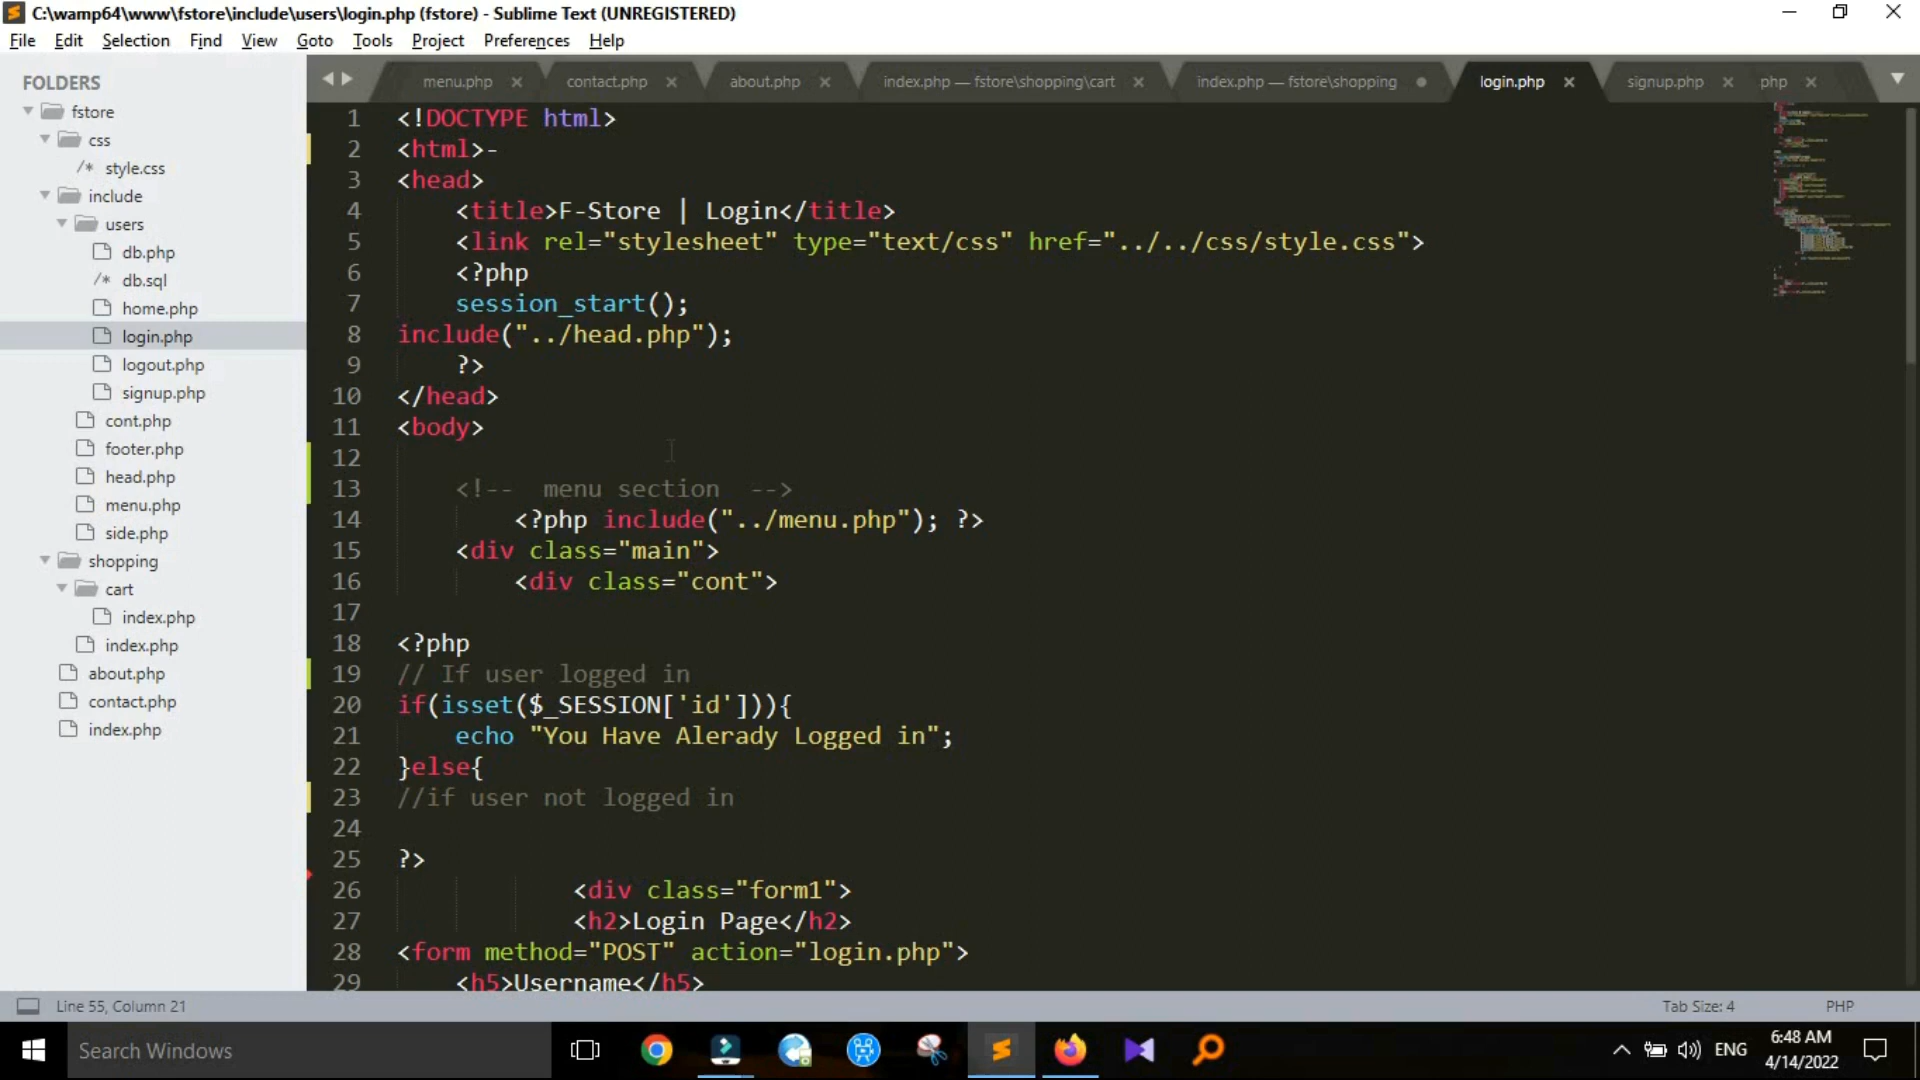 C:\wamp64\www\fstore\include\users\login.php (fstore) - Sublime Text (UNREGISTERED)
File Edit Selection Find View Goto Tools Project Preferences Help
FOLDERS
fstore
css
/* style.css
include
users
db.php
/* db.sql
home.php
login.php
logout.php
signup.php
cont.php
footer.php
head.php
menu.php
side.php
shopping
cart
index.php
index.php
about.php
contact.php
index.php
menu.php contact.php about.php index.php — fstore\shopping\cart index.php — fstore\shopping login.php signup.php php
1 <!DOCTYPE html>
2 <html>-
3 <head>
4 <title>F-Store | Login</title>
5 <link rel="stylesheet" type="text/css" href="../../css/style.css">
6 <?php
7 session_start();
8 include("../head.php");
9 ?>
10 </head>
11 <body>
12
13 <!--  menu section  -->
14 <?php include("../menu.php"); ?>
15 <div class="main">
16 <div class="cont">
17
18 <?php
19 // If user logged in
20 if(isset($_SESSION['id'])){
21 echo "You Have Alerady Logged in";
22 }else{
23 //if user not logged in
24
25 ?>
26 <div class="form1">
27 <h2>Login Page</h2>
28 <form method="POST" action="login.php">
29 <h5>Username</h5>
Line 55, Column 21
Tab Size: 4 PHP
Search Windows
ENG
6:48 AM
4/14/2022